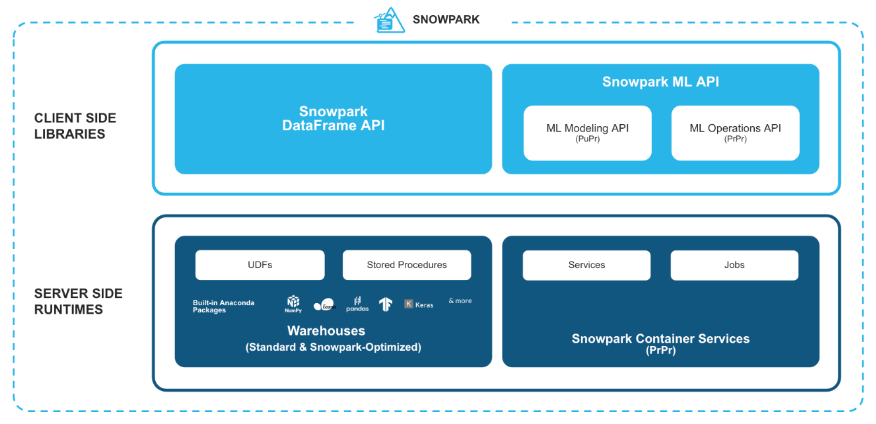 SNOWPARK
CLIENT SIDE
LIBRARIES
Snowpark
DataFrame API
Snowpark ML API
ML Modeling API
(PuPr)
ML Operations API
(PrPr)
SERVER SIDE
RUNTIMES
UDFs
Stored Procedures
Built-in Anaconda
Packages
NumPy
learn
pandas
K Keras
& more
Warehouses
(Standard & Snowpark-Optimized)
Services
Jobs
Snowpark Container Services
(PrPr)